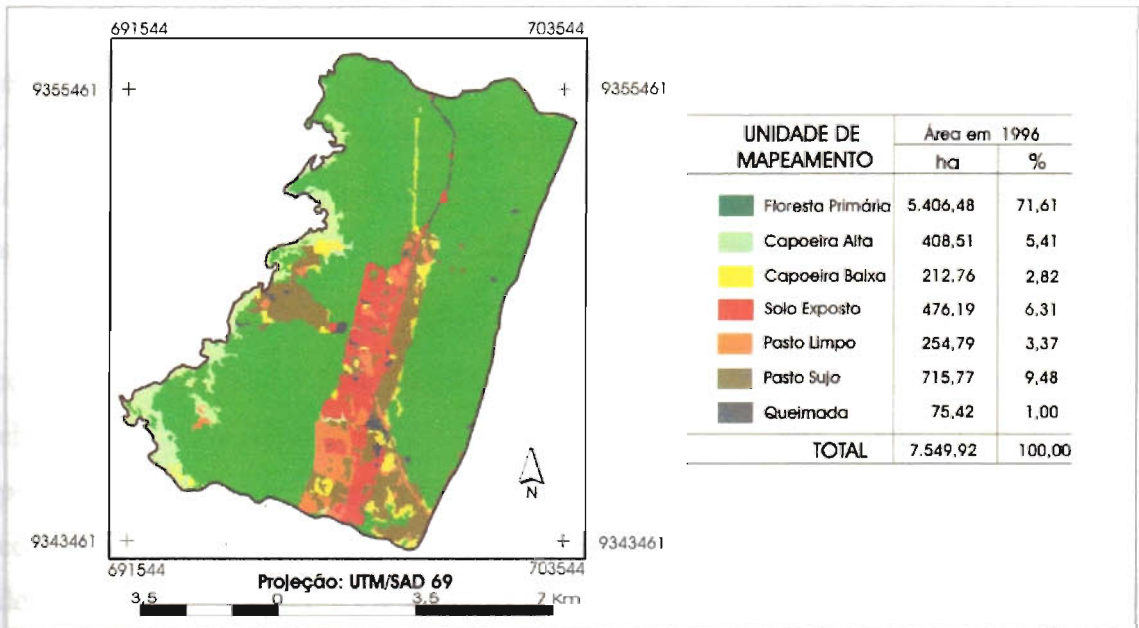 691544 703544
9355461 9355461
UNIDADE DE MAPEAMENTO Área em 1996
ha %
Floresta Primária 5.406,48 71,61
Capoeira Alta 408,51 5,41
Capoeira Baixa 212,76 2,82
Solo Exposto 476,19 6,31
Pasto Limpo 254,79 3,37
Pasto Sujo 715,77 9,48
Queimada 75,42 1,00
TOTAL 7.549,92 100,00
N
9343461 9343461
691544 703544
Projeção: UTM/SAD 69
3,5 0 3,5 7 Km